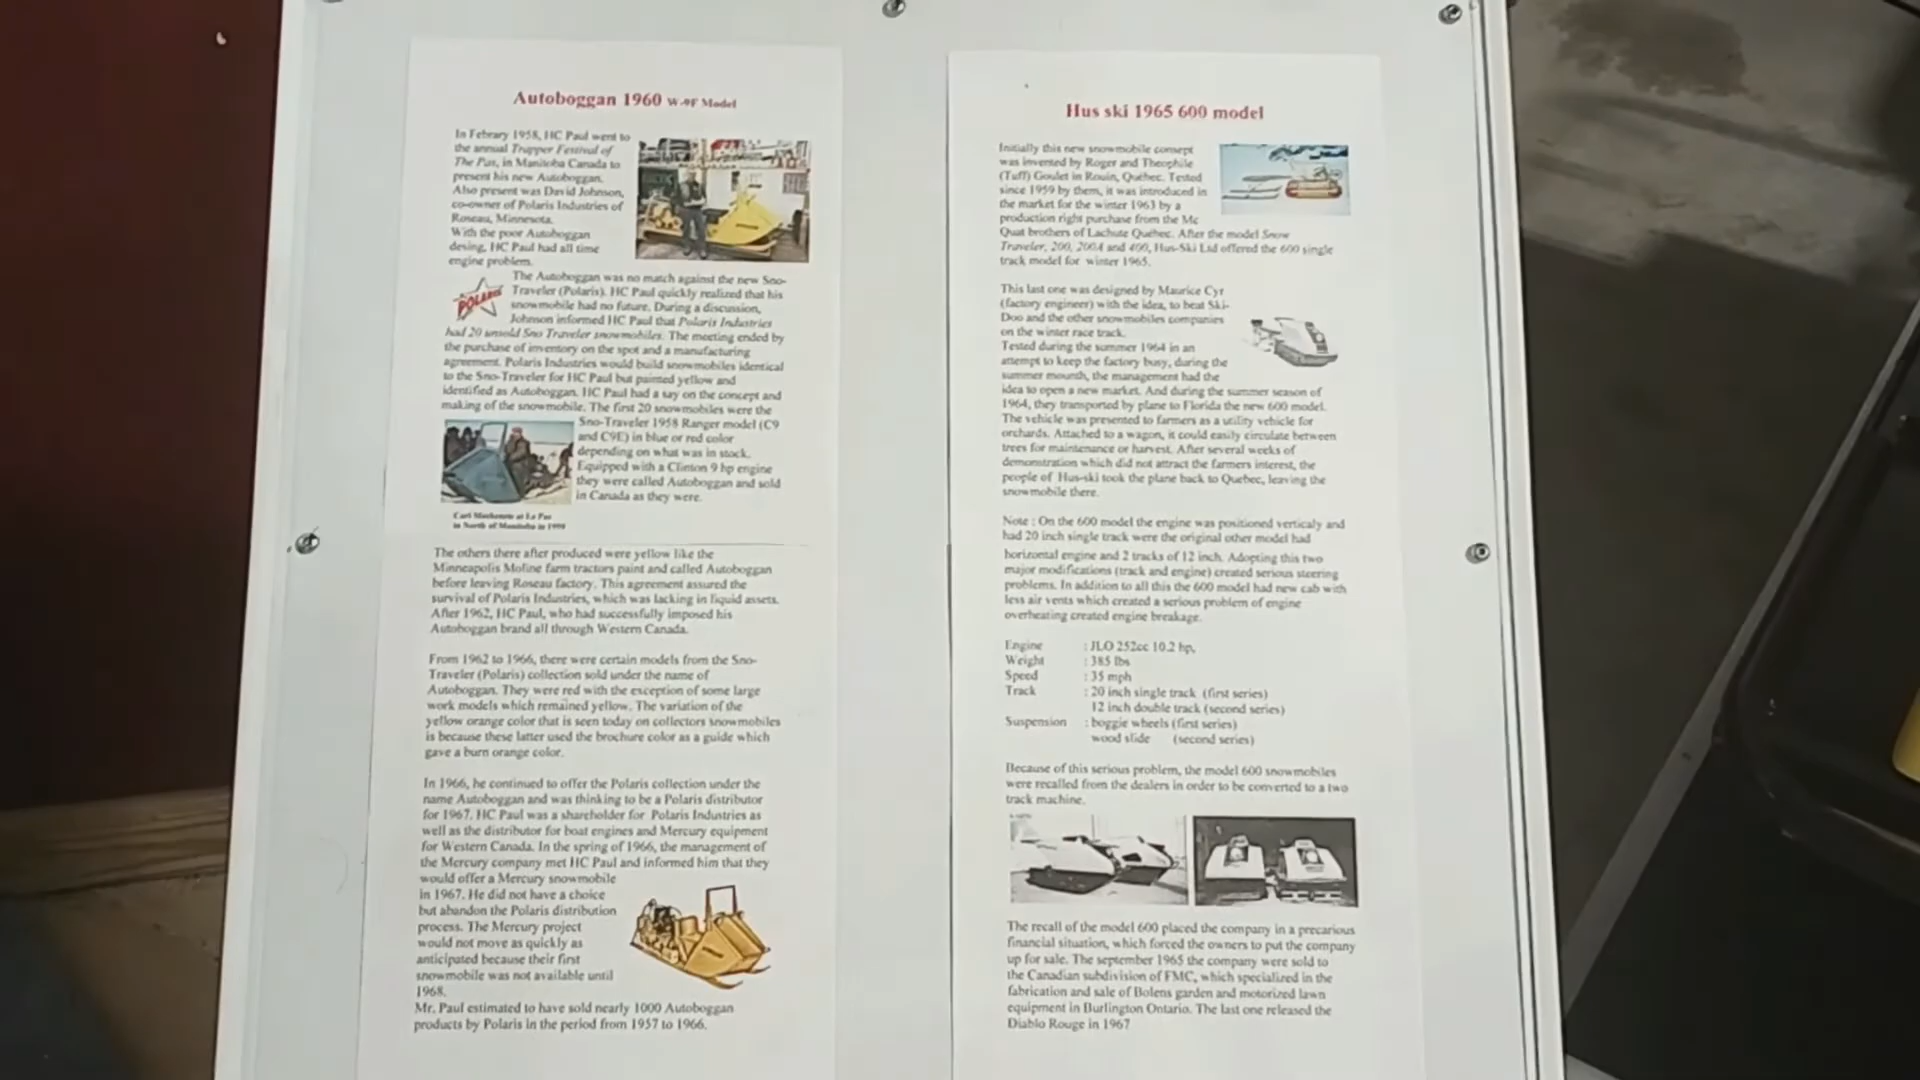 Autoboggan 1960 W-9F Model
In Febrary 1958, HC Paul went to
the annual Trapper Festival of
The Pas, in Manitoba Canada to
present his new Autoboggan.
Also present was David Johnson,
co-owner of Polaris Industries of
Roseau, Minnesota.
With the poor Autoboggan
desing, HC Paul had all time
engine problem.
The Autoboggan was no match against the new Sno-
Traveler (Polaris). HC Paul quickly realized that his
snowmobile had no future. During a discussion,
Johnson informed HC Paul that Polaris Industries
had 20 unsold Sno Traveler snowmobiles. The meeting ended by
the purchase of inventory on the spot and a manufacturing
agreement. Polaris Industries would build snowmobiles identical
to the Sno-Traveler for HC Paul but painted yellow and
identified as Autoboggan. HC Paul had a say on the concept and
making of the snowmobile. The first 20 snowmobiles were the
Sno-Traveler 1958 Ranger model (C9
and C9E) in blue or red color
depending on what was in stock.
Equipped with a Clinton 9 hp engine
they were called Autoboggan and sold
in Canada as they were.
POLARIS
Carl Mackenzie at Le Pas
in North of Manitoba in 1959
The others there after produced were yellow like the
Minneapolis Moline farm tractors paint and called Autoboggan
before leaving Roseau factory. This agreement assured the
survival of Polaris Industries, which was lacking in liquid assets.
After 1962, HC Paul, who had successfully imposed his
Autoboggan brand all through Western Canada.
From 1962 to 1966, there were certain models from the Sno-
Traveler (Polaris) collection sold under the name of
Autoboggan. They were red with the exception of some large
work models which remained yellow. The variation of the
yellow orange color that is seen today on collectors snowmobiles
is because these latter used the brochure color as a guide which
gave a burn orange color.
In 1966, he continued to offer the Polaris collection under the
name Autoboggan and was thinking to be a Polaris distributor
for 1967. HC Paul was a shareholder for Polaris Industries as
well as the distributor for boat engines and Mercury equipment
for Western Canada. In the spring of 1966, the management of
the Mercury company met HC Paul and informed him that they
would offer a Mercury snowmobile
in 1967. He did not have a choice
but abandon the Polaris distribution
process. The Mercury project
would not move as quickly as
anticipated because their first
snowmobile was not available until
1968.
Mr. Paul estimated to have sold nearly 1000 Autoboggan
products by Polaris in the period from 1957 to 1966.
Hus ski 1965 600 model
Initially this new snowmobile consept
was invented by Roger and Theophile
(Tuff) Goulet in Rouin, Québec. Tested
since 1959 by them, it was introduced in
the market for the winter 1963 by a
production right purchase from the Mc
Quat brothers of Lachute Québec. After the model Snow
Traveler, 200, 200A and 400, Hus-Ski Ltd offered the 600 single
track model for winter 1965.
This last one was designed by Maurice Cyr
(factory engineer) with the idea, to beat Ski-
Doo and the other snowmobiles companies
on the winter race track.
Tested during the summer 1964 in an
attempt to keep the factory busy, during the
summer mounth, the management had the
idea to open a new market. And during the summer season of
1964, they transported by plane to Florida the new 600 model.
The vehicle was presented to farmers as a utility vehicle for
orchards. Attached to a wagon, it could easily circulate between
trees for maintenance or harvest. After several weeks of
demonstration which did not attract the farmers interest, the
people of Hus-ski took the plane back to Quebec, leaving the
snowmobile there.
Note : On the 600 model the engine was positioned verticaly and
had 20 inch single track were the original other model had
horizontal engine and 2 tracks of 12 inch. Adopting this two
major modifications (track and engine) created serious steering
problems. In addition to all this the 600 model had new cab with
less air vents which created a serious problem of engine
overheating created engine breakage.
Engine : JLO 252cc 10.2 hp,
Weight : 385 lbs
Speed : 35 mph
Track : 20 inch single track (first series)
12 inch double track (second series)
Suspension : boggie wheels (first series)
wood slide (second series)
Because of this serious problem, the model 600 snowmobiles
were recalled from the dealers in order to be converted to a two
track machine.
The recall of the model 600 placed the company in a precarious
financial situation, which forced the owners to put the company
up for sale. The september 1965 the company were sold to
the Canadian subdivision of FMC, which specialized in the
fabrication and sale of Bolens garden and motorized lawn
equipment in Burlington Ontario. The last one released the
Diablo Rouge in 1967